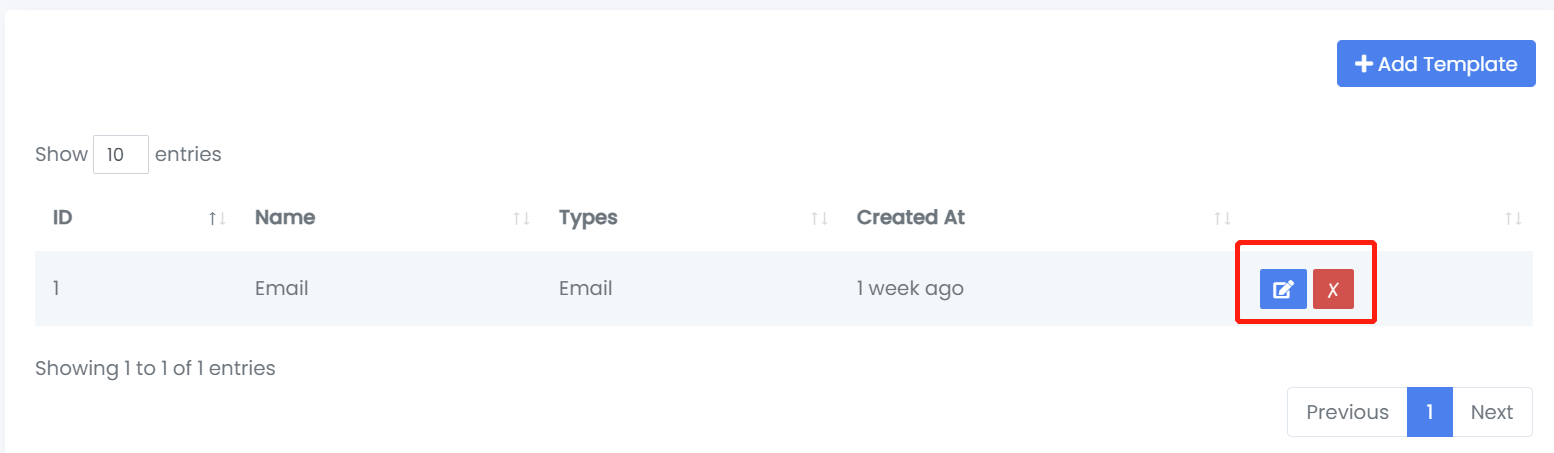 Add Template
Show 10 entries
ID Name Types Created At
1 Email Email 1 week ago
Showing 1 to 1 of 1 entries
Previous 1 Next